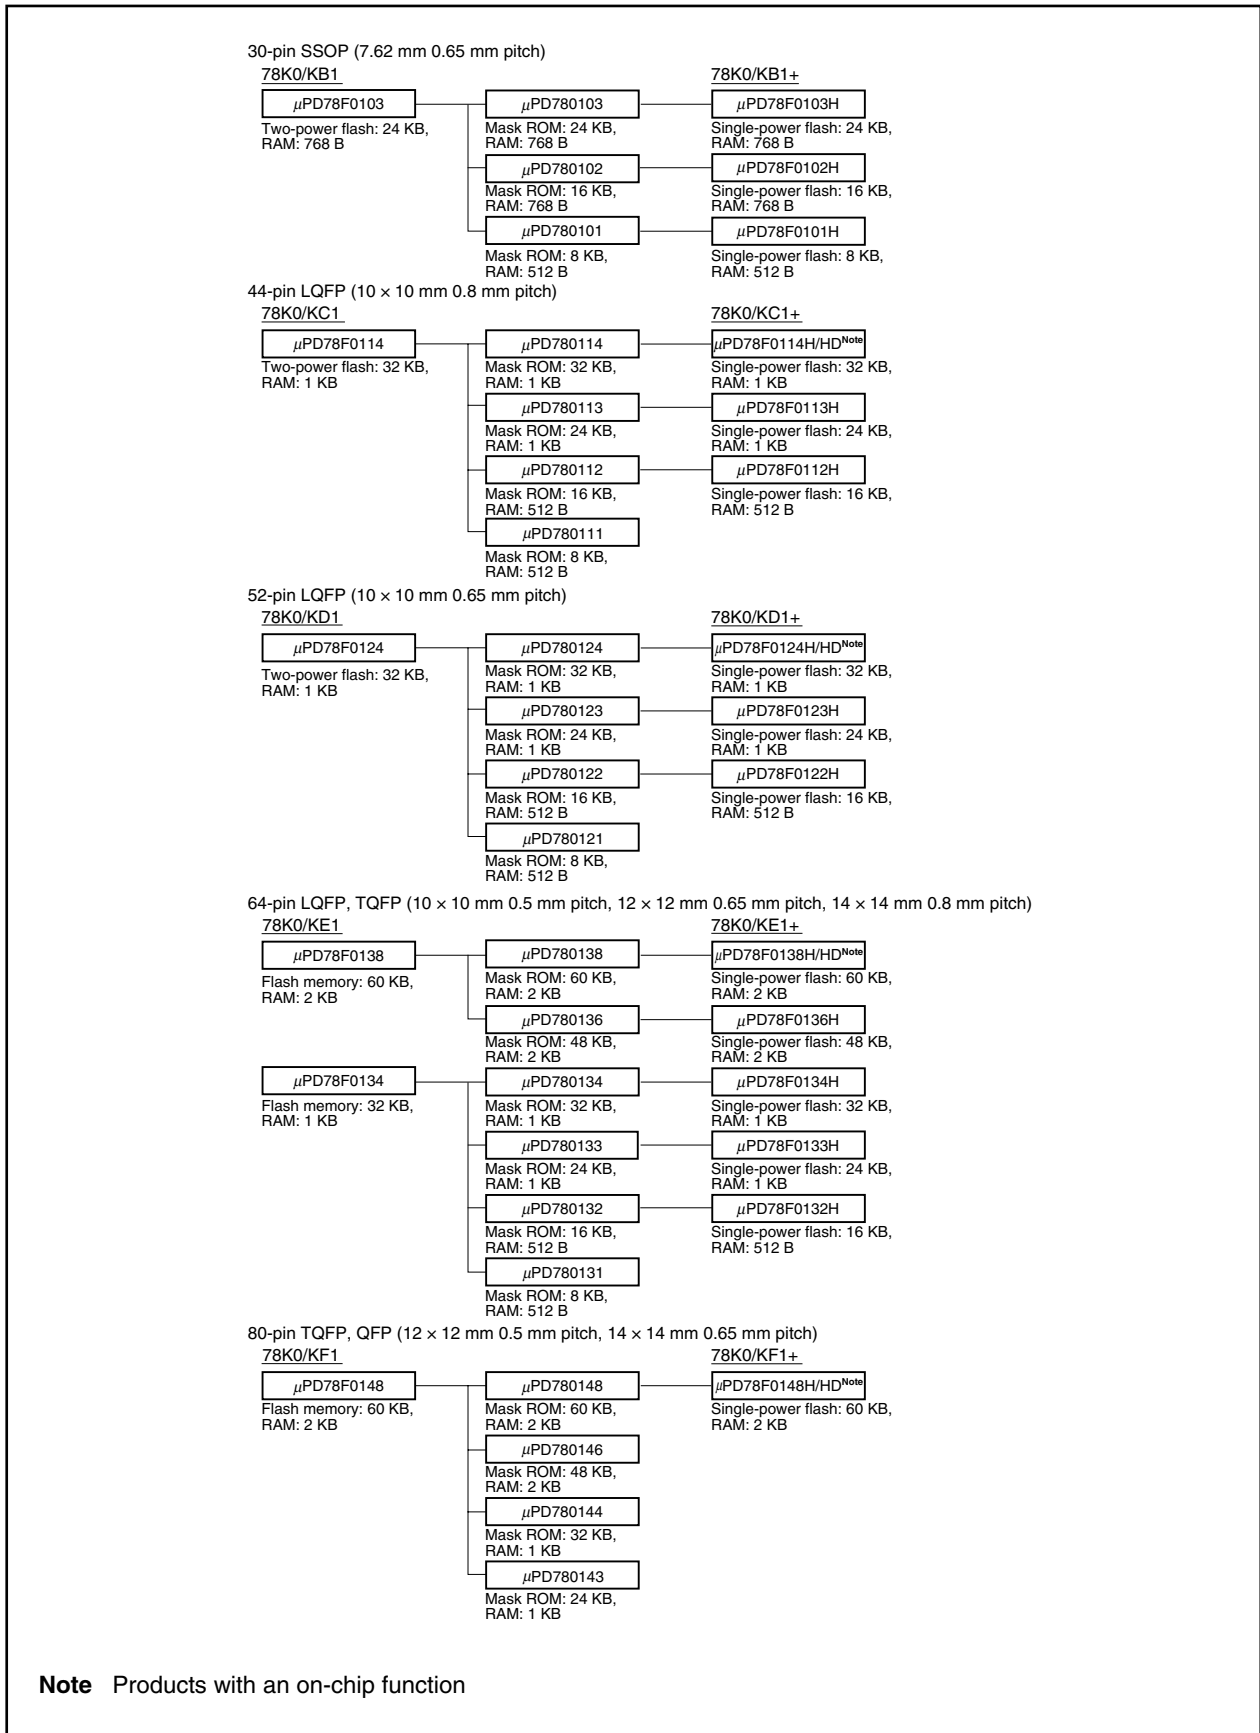 30-pin SSOP (7.62 mm 0.65 mm pitch)
78K0/KB1 78K0/KB1+
μPD78F0103 μPD780103 μPD78F0103H
Two-power flash: 24 KB, Mask ROM: 24 KB, Single-power flash: 24 KB,
RAM: 768 B RAM: 768 B RAM: 768 B
μPD780102 μPD78F0102H
Mask ROM: 16 KB, Single-power flash: 16 KB,
RAM: 768 B RAM: 768 B
μPD780101 μPD78F0101H
Mask ROM: 8 KB, Single-power flash: 8 KB,
RAM: 512 B RAM: 512 B
44-pin LQFP (10 × 10 mm 0.8 mm pitch)
78K0/KC1 78K0/KC1+
μPD78F0114 μPD780114 μPD78F0114H/HDNote
Two-power flash: 32 KB, Mask ROM: 32 KB, Single-power flash: 32 KB,
RAM: 1 KB RAM: 1 KB RAM: 1 KB
μPD780113 μPD78F0113H
Mask ROM: 24 KB, Single-power flash: 24 KB,
RAM: 1 KB RAM: 1 KB
μPD780112 μPD78F0112H
Mask ROM: 16 KB, Single-power flash: 16 KB,
RAM: 512 B RAM: 512 B
μPD780111
Mask ROM: 8 KB,
RAM: 512 B
52-pin LQFP (10 × 10 mm 0.65 mm pitch)
78K0/KD1 78K0/KD1+
μPD78F0124 μPD780124 μPD78F0124H/HDNote
Two-power flash: 32 KB, Mask ROM: 32 KB, Single-power flash: 32 KB,
RAM: 1 KB RAM: 1 KB RAM: 1 KB
μPD780123 μPD78F0123H
Mask ROM: 24 KB, Single-power flash: 24 KB,
RAM: 1 KB RAM: 1 KB
μPD780122 μPD78F0122H
Mask ROM: 16 KB, Single-power flash: 16 KB,
RAM: 512 B RAM: 512 B
μPD780121
Mask ROM: 8 KB,
RAM: 512 B
64-pin LQFP, TQFP (10 × 10 mm 0.5 mm pitch, 12 × 12 mm 0.65 mm pitch, 14 × 14 mm 0.8 mm pitch)
78K0/KE1 78K0/KE1+
μPD78F0138 μPD780138 μPD78F0138H/HDNote
Flash memory: 60 KB, Mask ROM: 60 KB, Single-power flash: 60 KB,
RAM: 2 KB RAM: 2 KB RAM: 2 KB
μPD780136 μPD78F0136H
Mask ROM: 48 KB, Single-power flash: 48 KB,
RAM: 2 KB RAM: 2 KB
μPD78F0134 μPD780134 μPD78F0134H
Flash memory: 32 KB, Mask ROM: 32 KB, Single-power flash: 32 KB,
RAM: 1 KB RAM: 1 KB RAM: 1 KB
μPD780133 μPD78F0133H
Mask ROM: 24 KB, Single-power flash: 24 KB,
RAM: 1 KB RAM: 1 KB
μPD780132 μPD78F0132H
Mask ROM: 16 KB, Single-power flash: 16 KB,
RAM: 512 B RAM: 512 B
μPD780131
Mask ROM: 8 KB,
RAM: 512 B
80-pin TQFP, QFP (12 × 12 mm 0.5 mm pitch, 14 × 14 mm 0.65 mm pitch)
78K0/KF1 78K0/KF1+
μPD78F0148 μPD780148 μPD78F0148H/HDNote
Flash memory: 60 KB, Mask ROM: 60 KB, Single-power flash: 60 KB,
RAM: 2 KB RAM: 2 KB RAM: 2 KB
μPD780146
Mask ROM: 48 KB,
RAM: 2 KB
μPD780144
Mask ROM: 32 KB,
RAM: 1 KB
μPD780143
Mask ROM: 24 KB,
RAM: 1 KB
Note Products with an on-chip function